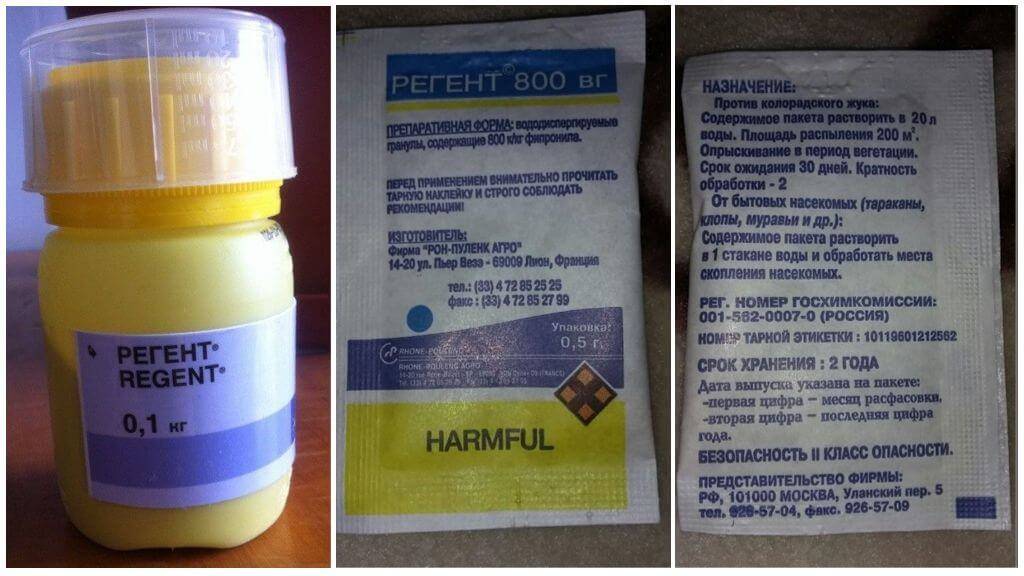 РЕГЕНТ®
REGENT®
0,1 кг
РЕГЕНТ© 800 вг
ПРЕПАРАТИВНАЯ ФОРМА: вододиспергируемые
гранулы, содержащие 800 к/кг фипронила.
ПЕРЕД ПРИМЕНЕНИЕМ ВНИМАТЕЛЬНО ПРОЧИТАТЬ
ТАРНУЮ НАКЛЕЙКУ И СТРОГО СОБЛЮДАТЬ
РЕКОМЕНДАЦИИ!
ИЗГОТОВИТЕЛЬ:
Фирма "РОН-ПУЛЕНК АГРО"
14-20 ул. Пьер Везэ - 69009 Лион, Франция
тел.: (33) 4 72 85 25 25
факс : (33) 4 72 85 27 99
Упаковка:
0,5 г.
RHONE-POULENC
RHONE-POULENC AGRO
HARMFUL
НАЗНАЧЕНИЕ:
Против колорадского жука:
Содержимое пакета растворить в 20 л
воды. Площадь распыления 200 м².
Опрыскивание в период вегетации.
Срок ожидания 30 дней. Кратность
обработки - 2
От бытовых насекомых (тараканы,
клопы, муравьи и др.):
Содержимое пакета растворить
в 1 стакане воды и обработать места
скопления насекомых.
РЕГ. НОМЕР ГОСХИМКОМИССИИ:
001-562-0007-0 (РОССИЯ)
НОМЕР ТАРНОЙ ЭТИКЕТКИ : 10119601212562
СРОК ХРАНЕНИЯ : 2 ГОДА
Дата выпуска указана на пакете:
-первая цифра – месяц расфасовки,
-вторая цифра – последняя цифра
года.
БЕЗОПАСНОСТЬ II КЛАСС ОПАСНОСТИ.
ПРЕДСТАВИТЕЛЬСТВО ФИРМЫ:
РФ, 101000 МОСКВА, Уланский пер. 5
тел. 926-57-04, факс. 926-57-09